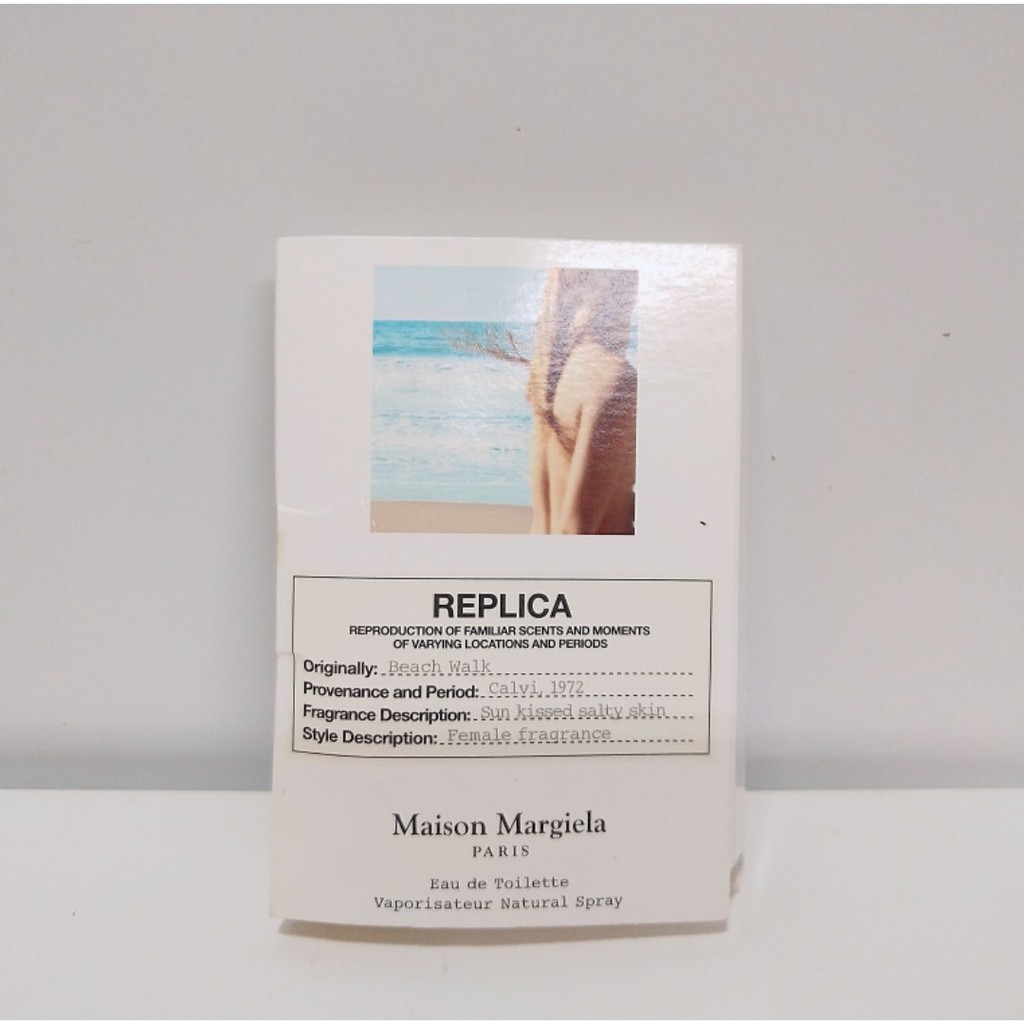 REPLICA
REPRODUCTION OF FAMILIAR SCENTS AND MOMENTS
OF VARYING LOCATIONS AND PERIODS
Originally: Beach Walk
Provenance and Period: Calvi, 1972
Fragrance Description: Sun kissed salty skin
Style Description: Female fragrance
Maison Margiela
PARIS
Eau de Toilette
Vaporisateur Natural Spray